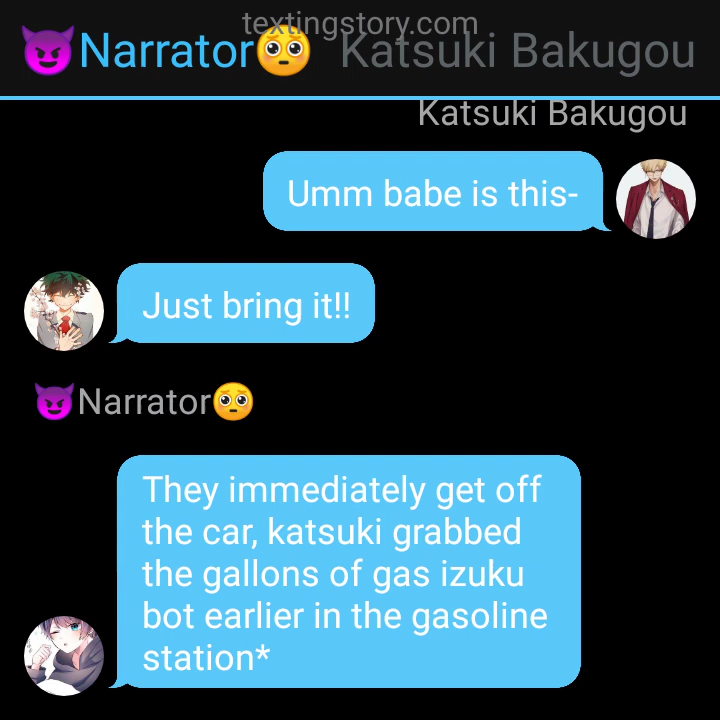 textingstory.com
😈Narrator🥺 Katsuki Bakugou
Katsuki Bakugou
Umm babe is this-
Just bring it!!
😈Narrator🥺
They immediately get off
the car, katsuki grabbed
the gallons of gas izuku
bot earlier in the gasoline
station*